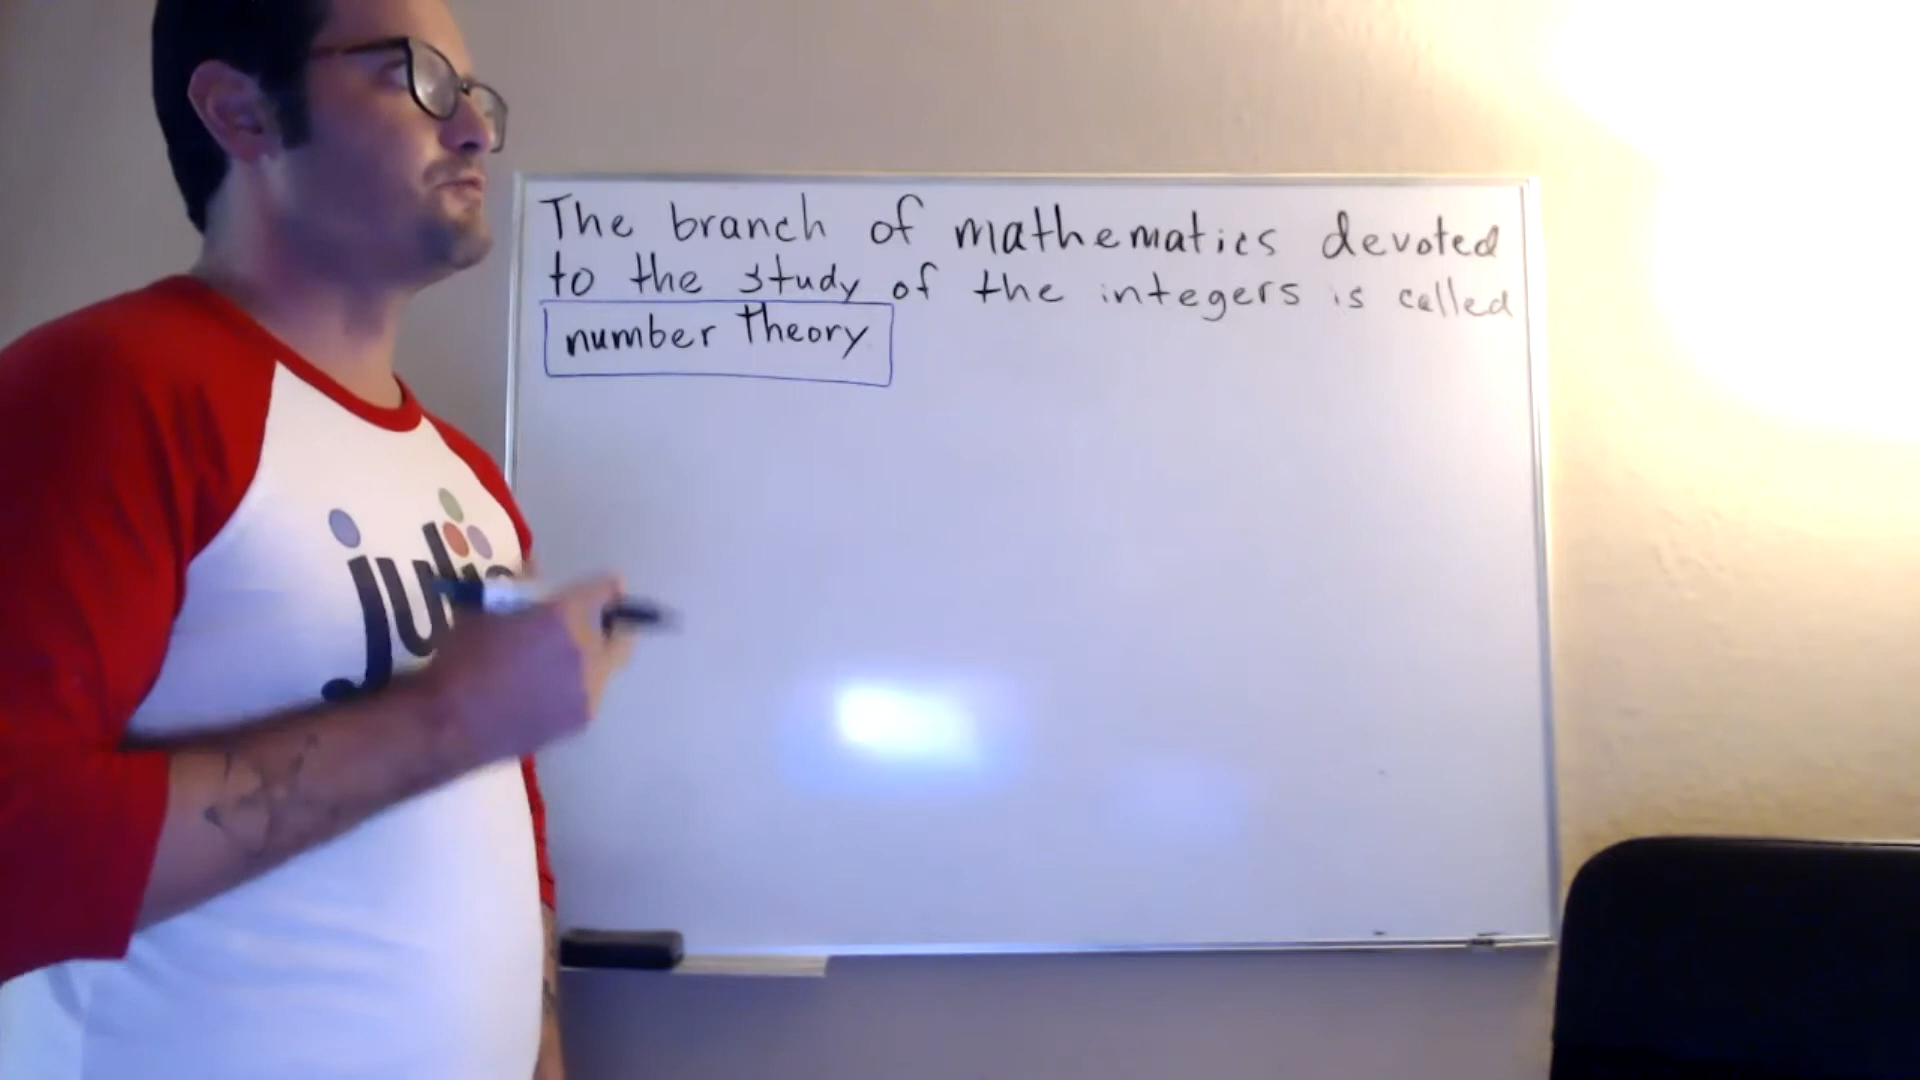 The branch of mathematics devoted
to the study of the integers is called
number theory
julia